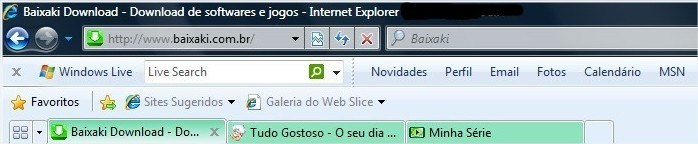 Baixaki Download - Download de softwares e jogos - Internet Explorer
http://www.baixaki.com.br/ Baixaki
x Windows Live Live Search Novidades Perfil Email Fotos Calendário MSN
Favoritos Sites Sugeridos Galeria do Web Slice
Baixaki Download - Do... x Tudo Gostoso - O seu dia ... Minha Série